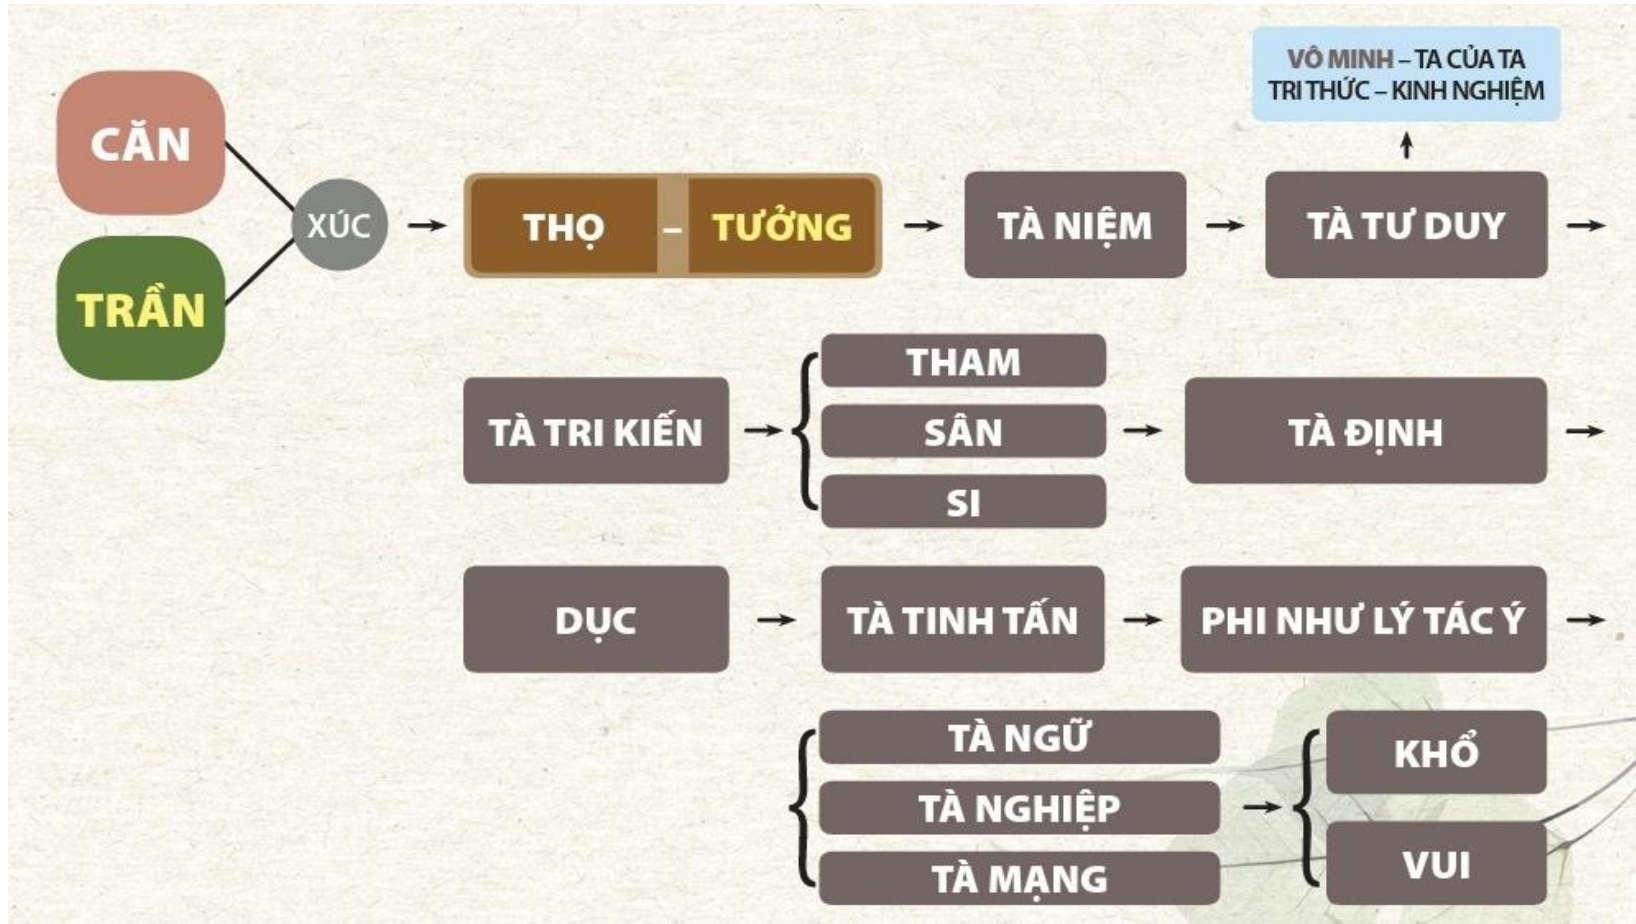 VÔ MINH – TA CỦA TA
TRI THỨC – KINH NGHIỆM
CĂN
TRẦN
XÚC
THỌ – TƯỞNG
TÀ NIỆM
TÀ TƯ DUY
TÀ TRI KIẾN
THAM
SÂN
SI
TÀ ĐỊNH
DỤC
TÀ TINH TẤN
PHI NHƯ LÝ TÁC Ý
TÀ NGỮ
TÀ NGHIỆP
TÀ MẠNG
KHỔ
VUI